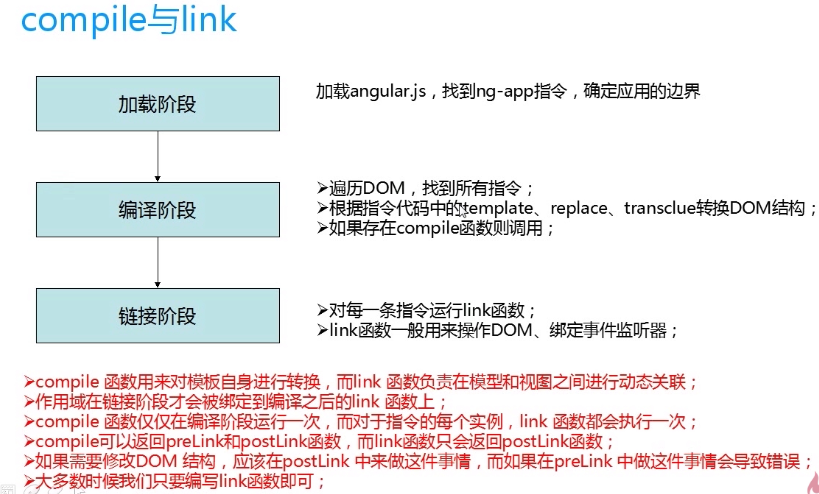 compile与link
加载阶段
加载angular.js，找到ng-app指令，确定应用的边界
编译阶段
➢遍历DOM，找到所有指令；
➢根据指令代码中的template、replace、transclue转换DOM结构；
➢如果存在compile函数则调用；
链接阶段
➢对每一条指令运行link函数；
➢link函数一般用来操作DOM、绑定事件监听器；
➢compile 函数用来对模板自身进行转换，而link 函数负责在模型和视图之间进行动态关联；
➢作用域在链接阶段才会被绑定到编译之后的link 函数上；
➢compile 函数仅仅在编译阶段运行一次，而对于指令的每个实例，link 函数都会执行一次；
➢compile可以返回preLink和postLink函数，而link函数只会返回postLink函数；
➢如果需要修改DOM 结构，应该在postLink 中来做这件事情，而如果在preLink 中做这件事情会导致错误；
➢大多数时候我们只要编写link函数即可；